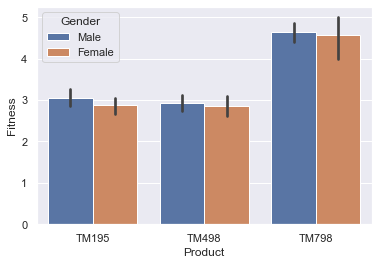 Gender
Male
Female
Fitness
5
4
3
2
1
0
TM195 TM498 TM798
Product